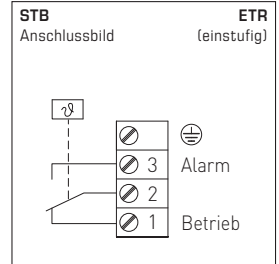 STB ETR
Anschlussbild (einstufig)
ϑ
3 Alarm
2
1 Betrieb